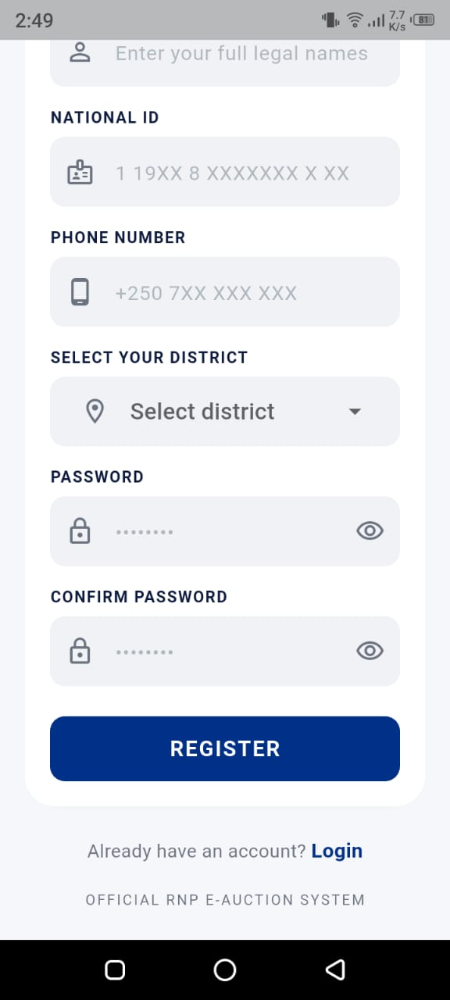 2:49
7.7
K/s
81
Enter your full legal names
NATIONAL ID
1 19XX 8 XXXXXXX X XX
PHONE NUMBER
+250 7XX XXX XXX
SELECT YOUR DISTRICT
Select district
PASSWORD
••••••••
CONFIRM PASSWORD
••••••••
REGISTER
Already have an account? Login
OFFICIAL RNP E-AUCTION SYSTEM